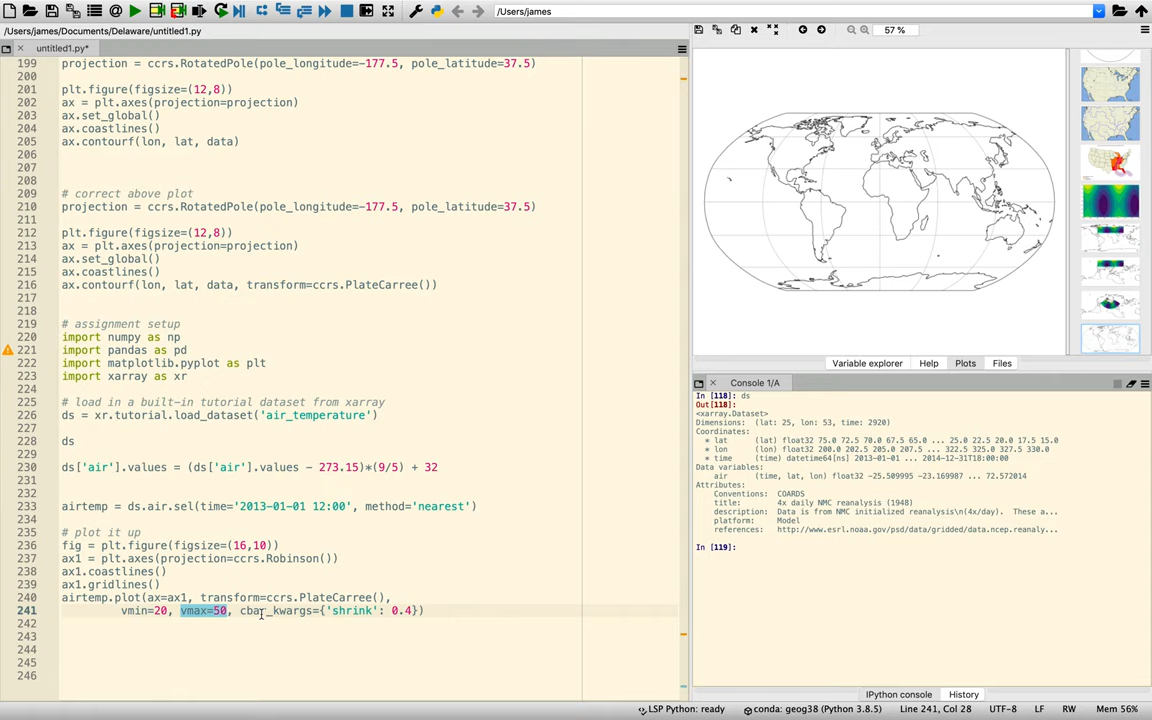 /Users/james
/Users/james/Documents/Delaware/untitled1.py
untitled1.py*
199 projection = ccrs.RotatedPole(pole_longitude=-177.5, pole_latitude=37.5)
200
201 plt.figure(figsize=(12,8))
202 ax = plt.axes(projection=projection)
203 ax.set_global()
204 ax.coastlines()
205 ax.contourf(lon, lat, data)
206
207
208
209 # correct above plot
210 projection = ccrs.RotatedPole(pole_longitude=-177.5, pole_latitude=37.5)
211
212 plt.figure(figsize=(12,8))
213 ax = plt.axes(projection=projection)
214 ax.set_global()
215 ax.coastlines()
216 ax.contourf(lon, lat, data, transform=ccrs.PlateCarree())
217
218
219 # assignment setup
220 import numpy as np
221 import pandas as pd
222 import matplotlib.pyplot as plt
223 import xarray as xr
224
225 # load in a built-in tutorial dataset from xarray
226 ds = xr.tutorial.load_dataset('air_temperature')
227
228 ds
229
230 ds['air'].values = (ds['air'].values - 273.15)*(9/5) + 32
231
232
233 airtemp = ds.air.sel(time='2013-01-01 12:00', method='nearest')
234
235 # plot it up
236 fig = plt.figure(figsize=(16,10))
237 ax1 = plt.axes(projection=ccrs.Robinson())
238 ax1.coastlines()
239 ax1.gridlines()
240 airtemp.plot(ax=ax1, transform=ccrs.PlateCarree(),
241 vmin=20, vmax=50, cbar_kwargs={'shrink': 0.4})
242
243
244
245
246
57 %
Variable explorer Help Plots Files
Console 1/A
In [118]: ds
Out[118]:
<xarray.Dataset>
Dimensions: (lat: 25, lon: 53, time: 2920)
Coordinates:
* lat (lat) float32 75.0 72.5 70.0 67.5 65.0 ... 25.0 22.5 20.0 17.5 15.0
* lon (lon) float32 200.0 202.5 205.0 207.5 ... 322.5 325.0 327.5 330.0
* time (time) datetime64[ns] 2013-01-01 ... 2014-12-31T18:00:00
Data variables:
air (time, lat, lon) float32 -25.509995 -23.169987 ... 72.572014
Attributes:
Conventions: COARDS
title: 4x daily NMC reanalysis (1948)
description: Data is from NMC initialized reanalysis\n(4x/day). These a...
platform: Model
references: http://www.esrl.noaa.gov/psd/data/gridded/data.ncep.reanaly...
In [119]:
IPython console History
LSP Python: ready conda: geog38 (Python 3.8.5) Line 241, Col 28 UTF-8 LF RW Mem 56%